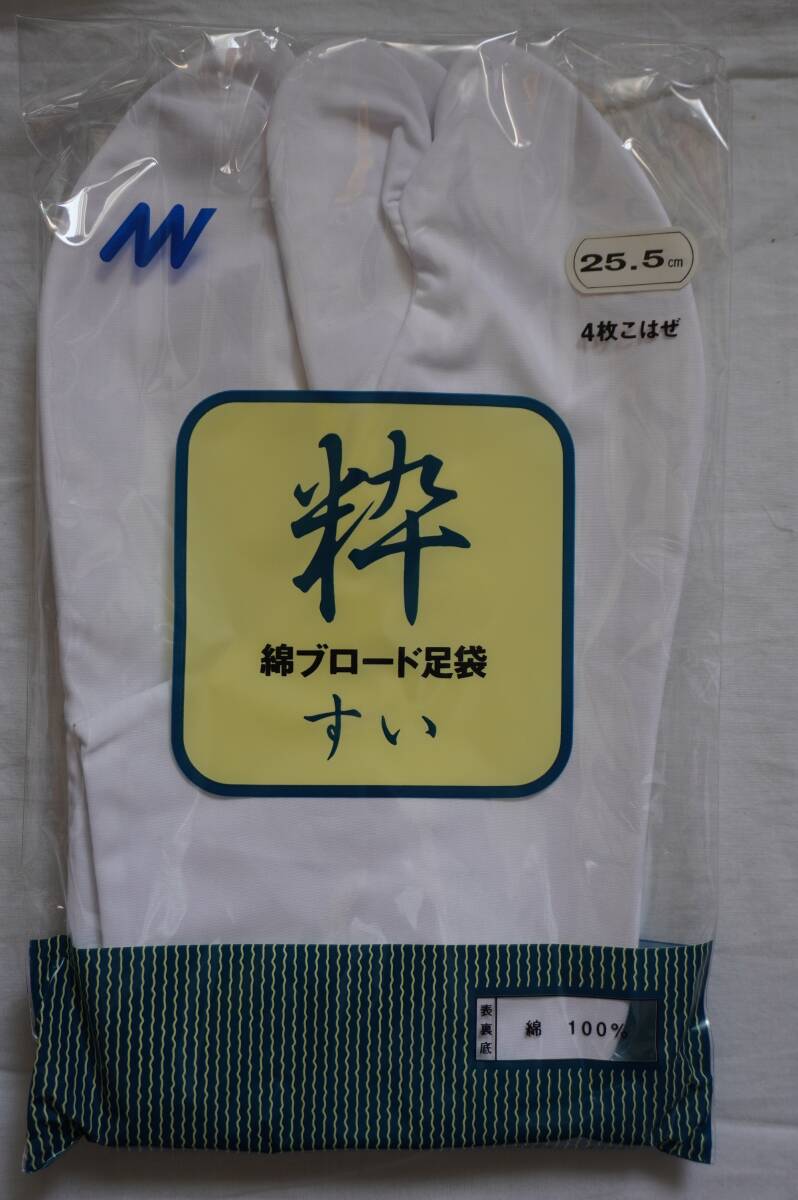 25.5cm
4枚こはぜ
粋
綿ブロード足袋
すい
表裏底 綿 100%